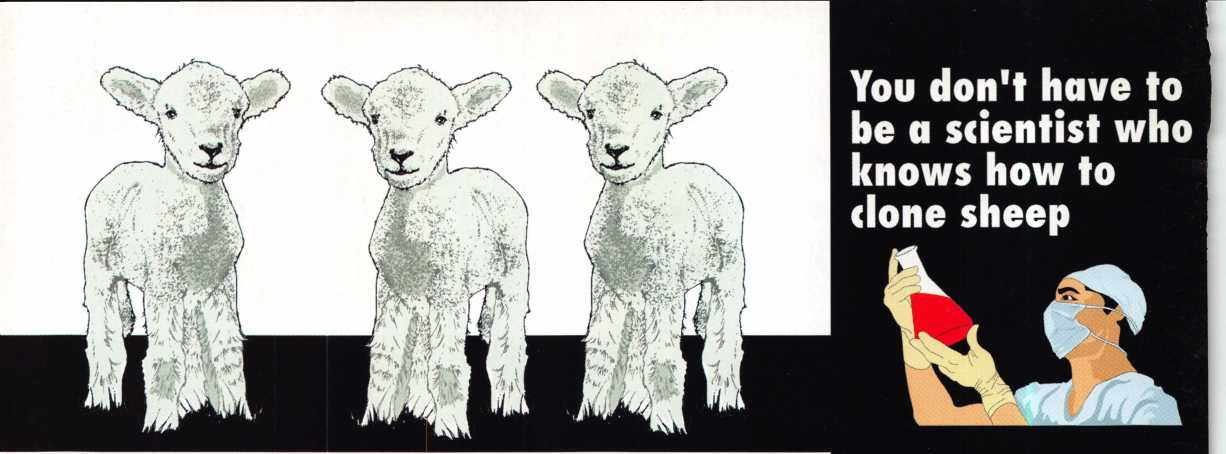 You don't have to
be a scientist who
knows how to
clone sheep